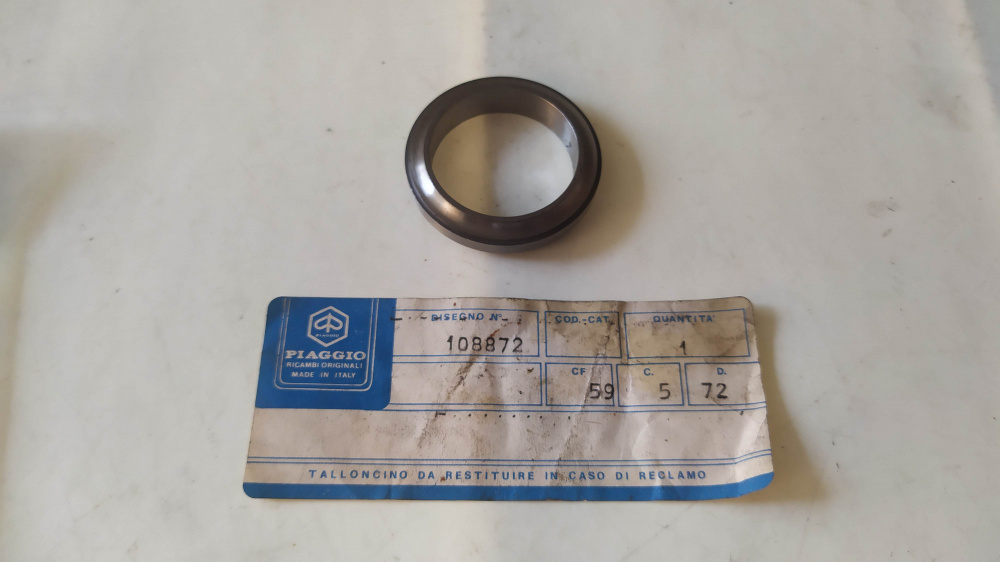 PIAGGIO
PIAGGIO
RICAMBI ORIGINALI
MADE IN ITALY
DISEGNO N°
108872
COD. CAT.
QUANTITA'
1
CF
59
C.
5
D.
72
TALLONCINO DA RESTITUIRE IN CASO DI RECLAMO